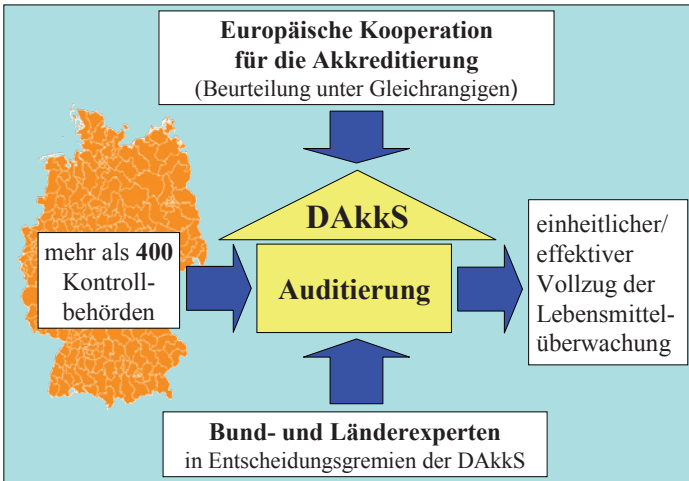 Europäische Kooperation
für die Akkreditierung
(Beurteilung unter Gleichrangigen)
DAkkS
mehr als 400
Kontroll-
behörden
Auditierung
einheitlicher/
effektiver
Vollzug der
Lebensmittel-
überwachung
Bund- und Länderexperten
in Entscheidungsgremien der DAkkS